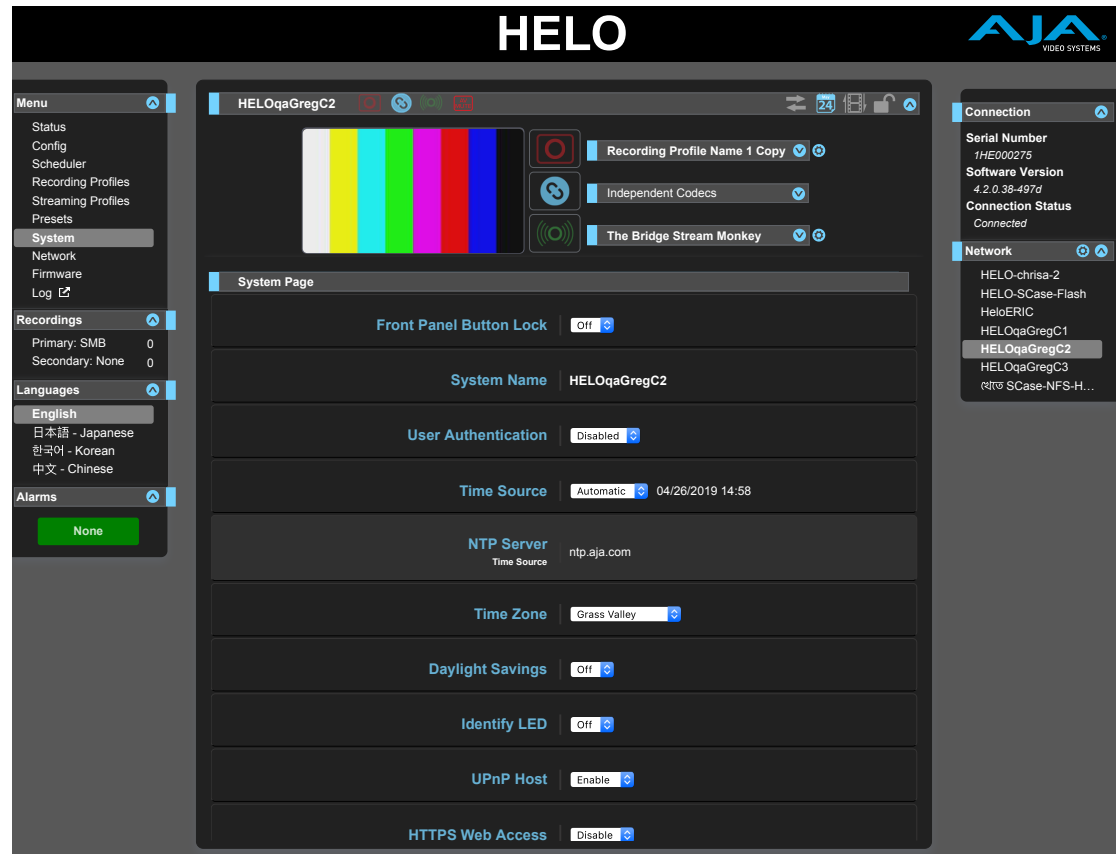 HELO
AJA
VIDEO SYSTEMS
Menu
Status
Config
Scheduler
Recording Profiles
Streaming Profiles
Presets
System
Network
Firmware
Log
Recordings
Primary: SMB 0
Secondary: None 0
Languages
English
日本語 - Japanese
한국어 - Korean
中文 - Chinese
Alarms
None
HELOqaGregC2
24
Recording Profile Name 1 Copy
Independent Codecs
The Bridge Stream Monkey
System Page
Front Panel Button Lock Off
System Name HELOqaGregC2
User Authentication Disabled
Time Source Automatic 04/26/2019 14:58
NTP Server
Time Source
ntp.aja.com
Time Zone Grass Valley
Daylight Savings Off
Identify LED Off
UPnP Host Enable
HTTPS Web Access Disable
Connection
Serial Number
1HE000275
Software Version
4.2.0.38-497d
Connection Status
Connected
Network
HELO-chrisa-2
HELO-SCase-Flash
HeloERIC
HELOqaGregC1
HELOqaGregC2
HELOqaGregC3
SCase-NFS-H...